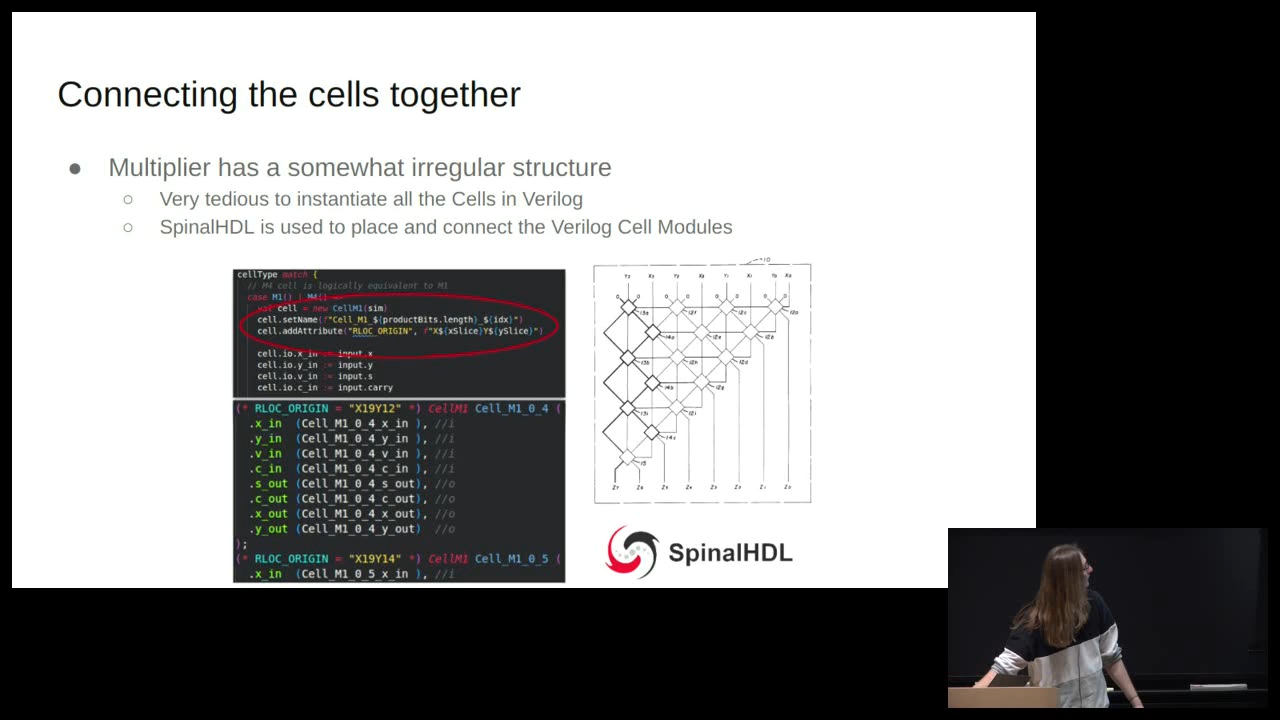 Connecting the cells together
● Multiplier has a somewhat irregular structure
○ Very tedious to instantiate all the Cells in Verilog
○ SpinalHDL is used to place and connect the Verilog Cell Modules
cellType match {
// M4 cell is logically equivalent to M1
case M1() | M4() =>
val cell = new CellM1(sim)
cell.setName(f"Cell_M1_${productBits.length}_${idx}")
cell.addAttribute("RLOC_ORIGIN", f"X${xSlice}Y${ySlice}")
cell.io.x_in := input.x
cell.io.y_in := input.y
cell.io.v_in := input.s
cell.io.c_in := input.carry
(* RLOC_ORIGIN = "X19Y12" *) CellM1 Cell_M1_0_4 (
.x_in (Cell_M1_0_4_x_in ), //i
.y_in (Cell_M1_0_4_y_in ), //i
.v_in (Cell_M1_0_4_v_in ), //i
.c_in (Cell_M1_0_4_c_in ), //i
.s_out (Cell_M1_0_4_s_out), //o
.c_out (Cell_M1_0_4_c_out), //o
.x_out (Cell_M1_0_4_x_out), //o
.y_out (Cell_M1_0_4_y_out) //o
);
(* RLOC_ORIGIN = "X19Y14" *) CellM1 Cell_M1_0_5 (
.x_in (Cell_M1_0_5_x_in ), //i
10
SpinalHDL